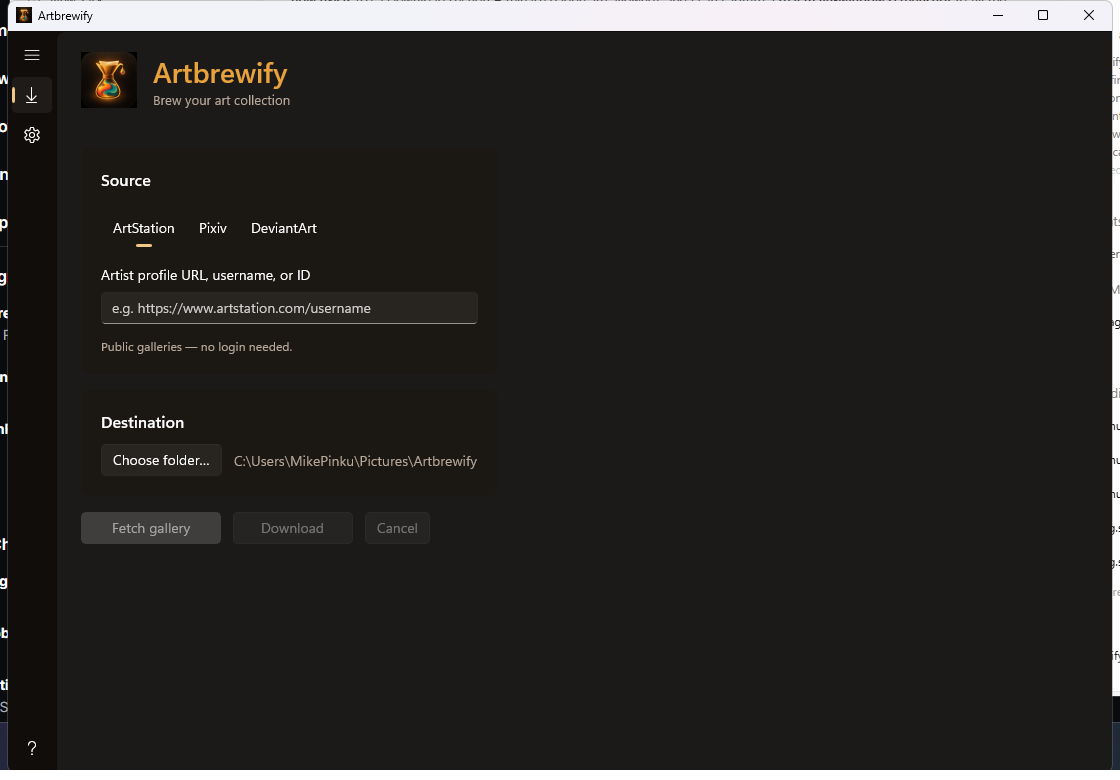 Artbrewify
Artbrewify
Brew your art collection
Source
ArtStation Pixiv DeviantArt
Artist profile URL, username, or ID
e.g. https://www.artstation.com/username
Public galleries — no login needed.
Destination
Choose folder... C:\Users\MikePinku\Pictures\Artbrewify
Fetch gallery Download Cancel
?